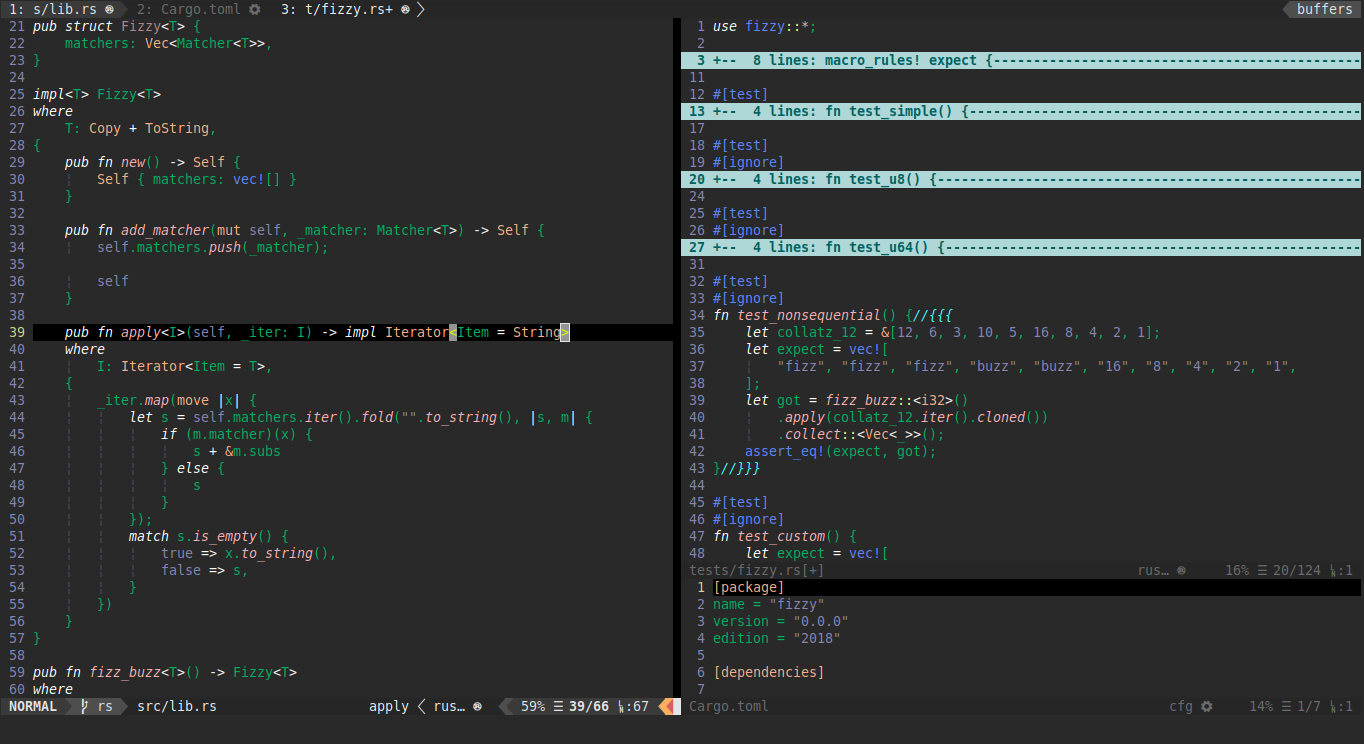 1: s/lib.rs 2: Cargo.toml 3: t/fizzy.rs+ buffers
21 pub struct Fizzy<T> {
22     matchers: Vec<Matcher<T>>,
23 }
24
25 impl<T> Fizzy<T>
26 where
27     T: Copy + ToString,
28 {
29     pub fn new() -> Self {
30     ¦   Self { matchers: vec![] }
31     }
32
33     pub fn add_matcher(mut self, _matcher: Matcher<T>) -> Self {
34     ¦   self.matchers.push(_matcher);
35
36     ¦   self
37     }
38
39     pub fn apply<I>(self, _iter: I) -> impl Iterator<Item = String>
40     where
41     ¦   I: Iterator<Item = T>,
42     {
43     ¦   _iter.map(move |x| {
44     ¦   ¦   let s = self.matchers.iter().fold("".to_string(), |s, m| {
45     ¦   ¦   ¦   if (m.matcher)(x) {
46     ¦   ¦   ¦   ¦   s + &m.subs
47     ¦   ¦   ¦   } else {
48     ¦   ¦   ¦   ¦   s
49     ¦   ¦   ¦   }
50     ¦   ¦   });
51     ¦   ¦   match s.is_empty() {
52     ¦   ¦   ¦   true => x.to_string(),
53     ¦   ¦   ¦   false => s,
54     ¦   ¦   }
55     ¦   })
56     }
57 }
58
59 pub fn fizz_buzz<T>() -> Fizzy<T>
60 where
NORMAL rs src/lib.rs apply rus… 59% ☰ 39/66 :67
1 use fizzy::*;
2
3 +--  8 lines: macro_rules! expect {----------------------------------------------
11
12 #[test]
13 +--  4 lines: fn test_simple() {-------------------------------------------------
17
18 #[test]
19 #[ignore]
20 +--  4 lines: fn test_u8() {-----------------------------------------------------
24
25 #[test]
26 #[ignore]
27 +--  4 lines: fn test_u64() {----------------------------------------------------
31
32 #[test]
33 #[ignore]
34 fn test_nonsequential() {//{{{
35     let collatz_12 = &[12, 6, 3, 10, 5, 16, 8, 4, 2, 1];
36     let expect = vec![
37     ¦   "fizz", "fizz", "fizz", "buzz", "buzz", "16", "8", "4", "2", "1",
38     ];
39     let got = fizz_buzz::<i32>()
40     ¦   .apply(collatz_12.iter().cloned())
41     ¦   .collect::<Vec<_>>();
42     assert_eq!(expect, got);
43 }//}}}
44
45 #[test]
46 #[ignore]
47 fn test_custom() {
48     let expect = vec![
tests/fizzy.rs[+] rus… 16% ☰ 20/124 :1
1 [package]
2 name = "fizzy"
3 version = "0.0.0"
4 edition = "2018"
5
6 [dependencies]
7
Cargo.toml cfg 14% ☰ 1/7 :1